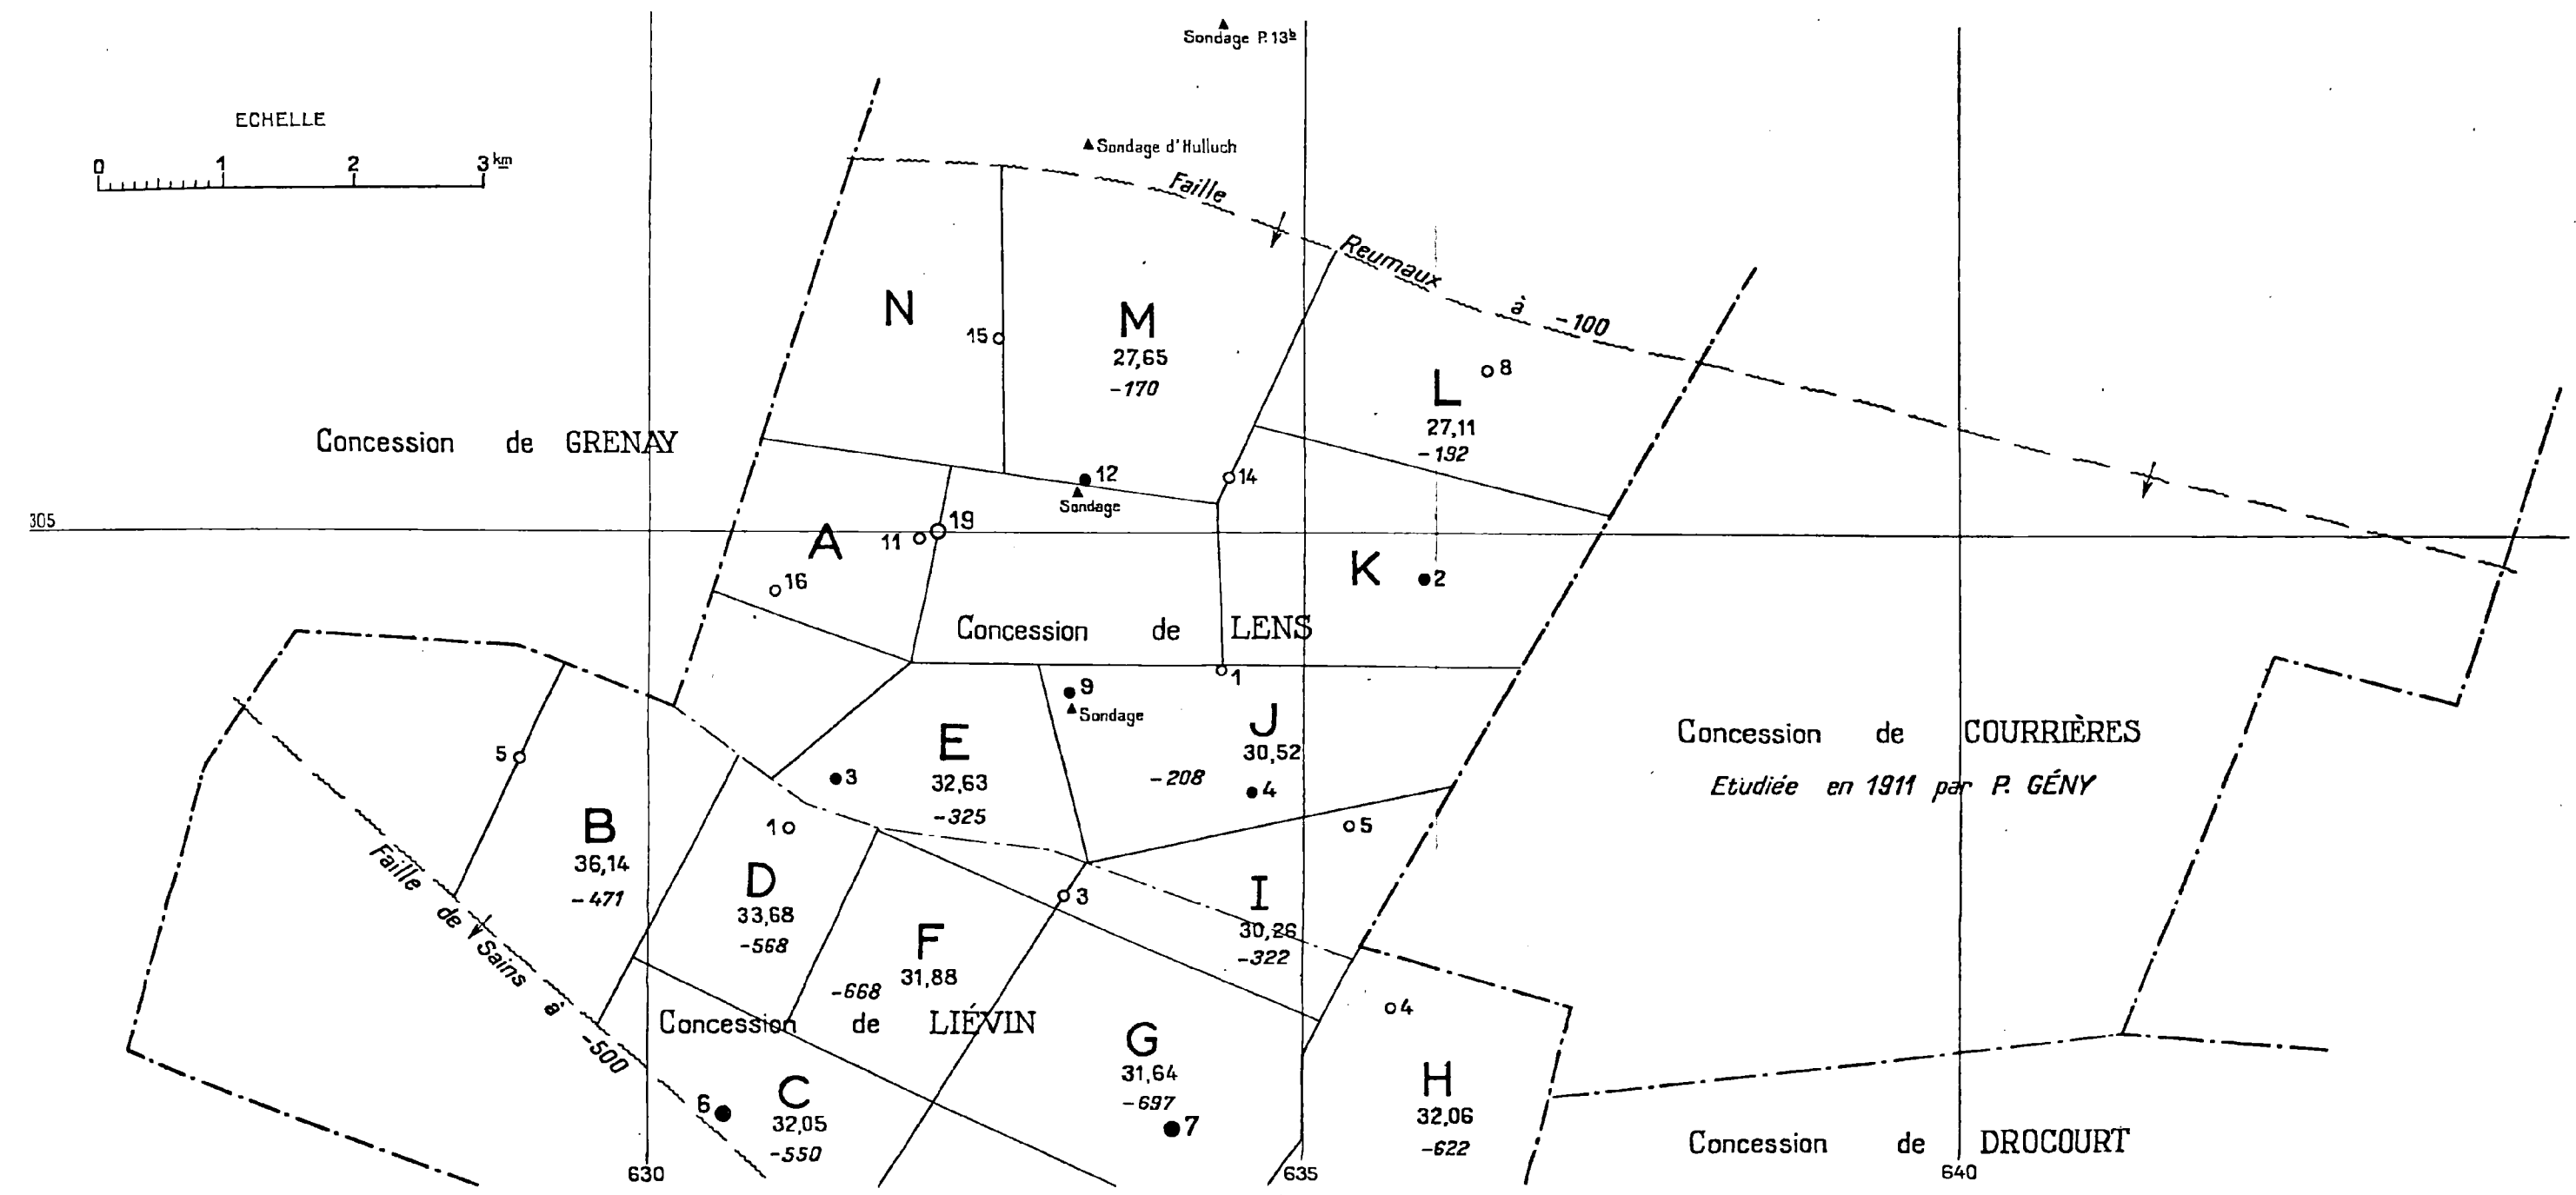 Sondage P. 13b
ECHELLE
0 1 2 3 km
Sondage d'Hulluch
Faille
Reumaux
à -100
N
15
M
27,65
-170
8
L
27,11
-192
Concession de GRENAY
12
Sondage
14
305
19
11
A
16
K
2
Concession de LENS
1
9
Sondage
J
30,52
-208
4
E
32,63
-325
3
5
Concession de COURRIÈRES
Etudiée en 1911 par P. GÉNY
5
B
36,14
-471
1
D
33,68
-568
Faille de Sains à -500
F
31,88
-668
3
I
30,26
-322
4
Concession de LIÉVIN
G
31,64
-697
7
H
32,06
-622
6
C
32,05
-550
Concession de DROCOURT
630
635
640